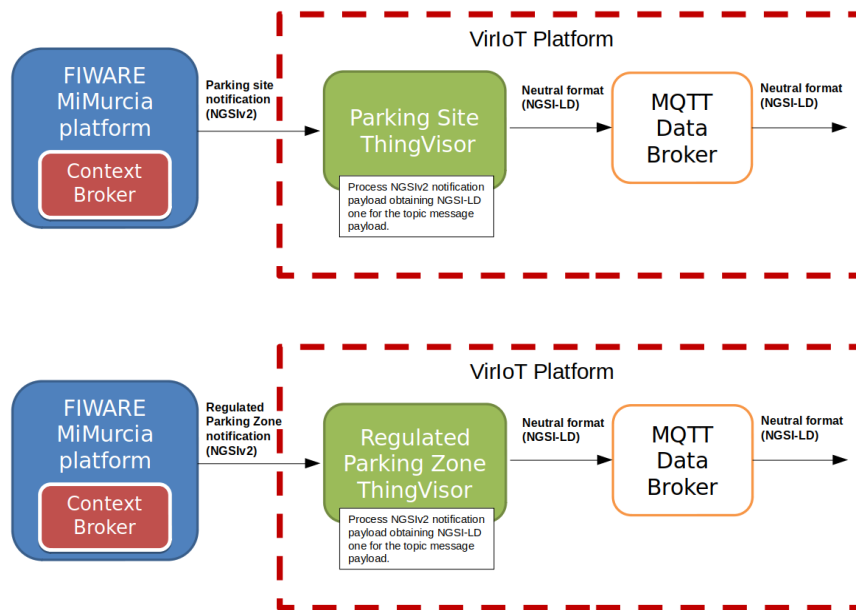 VirIoT Platform
FIWARE
MiMurcia
platform
Context
Broker
Parking site
notification
(NGSIv2)
Parking Site
ThingVisor
Process NGSIv2 notification
payload obtaining NGSI-LD
one for the topic message
payload.
Neutral format
(NGSI-LD)
MQTT
Data
Broker
Neutral format
(NGSI-LD)
VirIoT Platform
FIWARE
MiMurcia
platform
Context
Broker
Regulated
Parking Zone
notification
(NGSIv2)
Regulated
Parking Zone
ThingVisor
Process NGSIv2 notification
payload obtaining NGSI-LD
one for the topic message
payload.
Neutral format
(NGSI-LD)
MQTT
Data
Broker
Neutral format
(NGSI-LD)